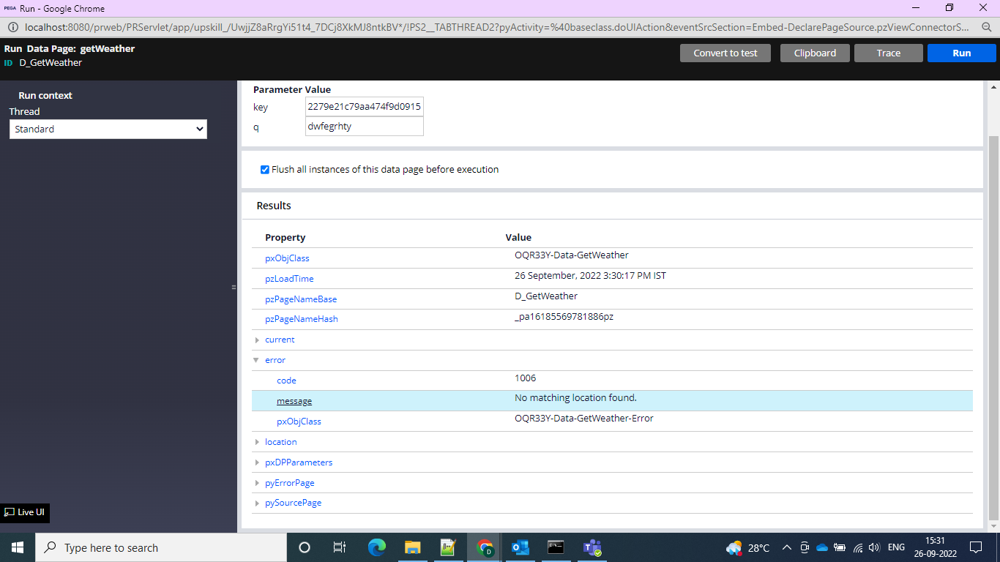 PEGA Run - Google Chrome
localhost:8080/prweb/PRServlet/app/upskill_/UwjjZ8aRrgYi51t4_7DCj8XkMJ8ntkBV*/!PS2__TABTHREAD2?pyActivity=%40baseclass.doUIAction&eventSrcSection=Embed-DeclarePageSource.pzViewConnectorS...
Run Data Page: getWeather
ID D_GetWeather
Convert to test
Clipboard
Trace
Run
Run context
Thread
Standard
Parameter Value
key 2279e21c79aa474f9d0915
q dwfegrhty
Flush all instances of this data page before execution
Results
Property Value
pxObjClass OQR33Y-Data-GetWeather
pzLoadTime 26 September, 2022 3:30:17 PM IST
pzPageNameBase D_GetWeather
pzPageNameHash _pa16185569781886pz
current
error
code 1006
message No matching location found.
pxObjClass OQR33Y-Data-GetWeather-Error
location
pxDPParameters
pyErrorPage
pySourcePage
Live UI
Type here to search
28°C
ENG
15:31
26-09-2022